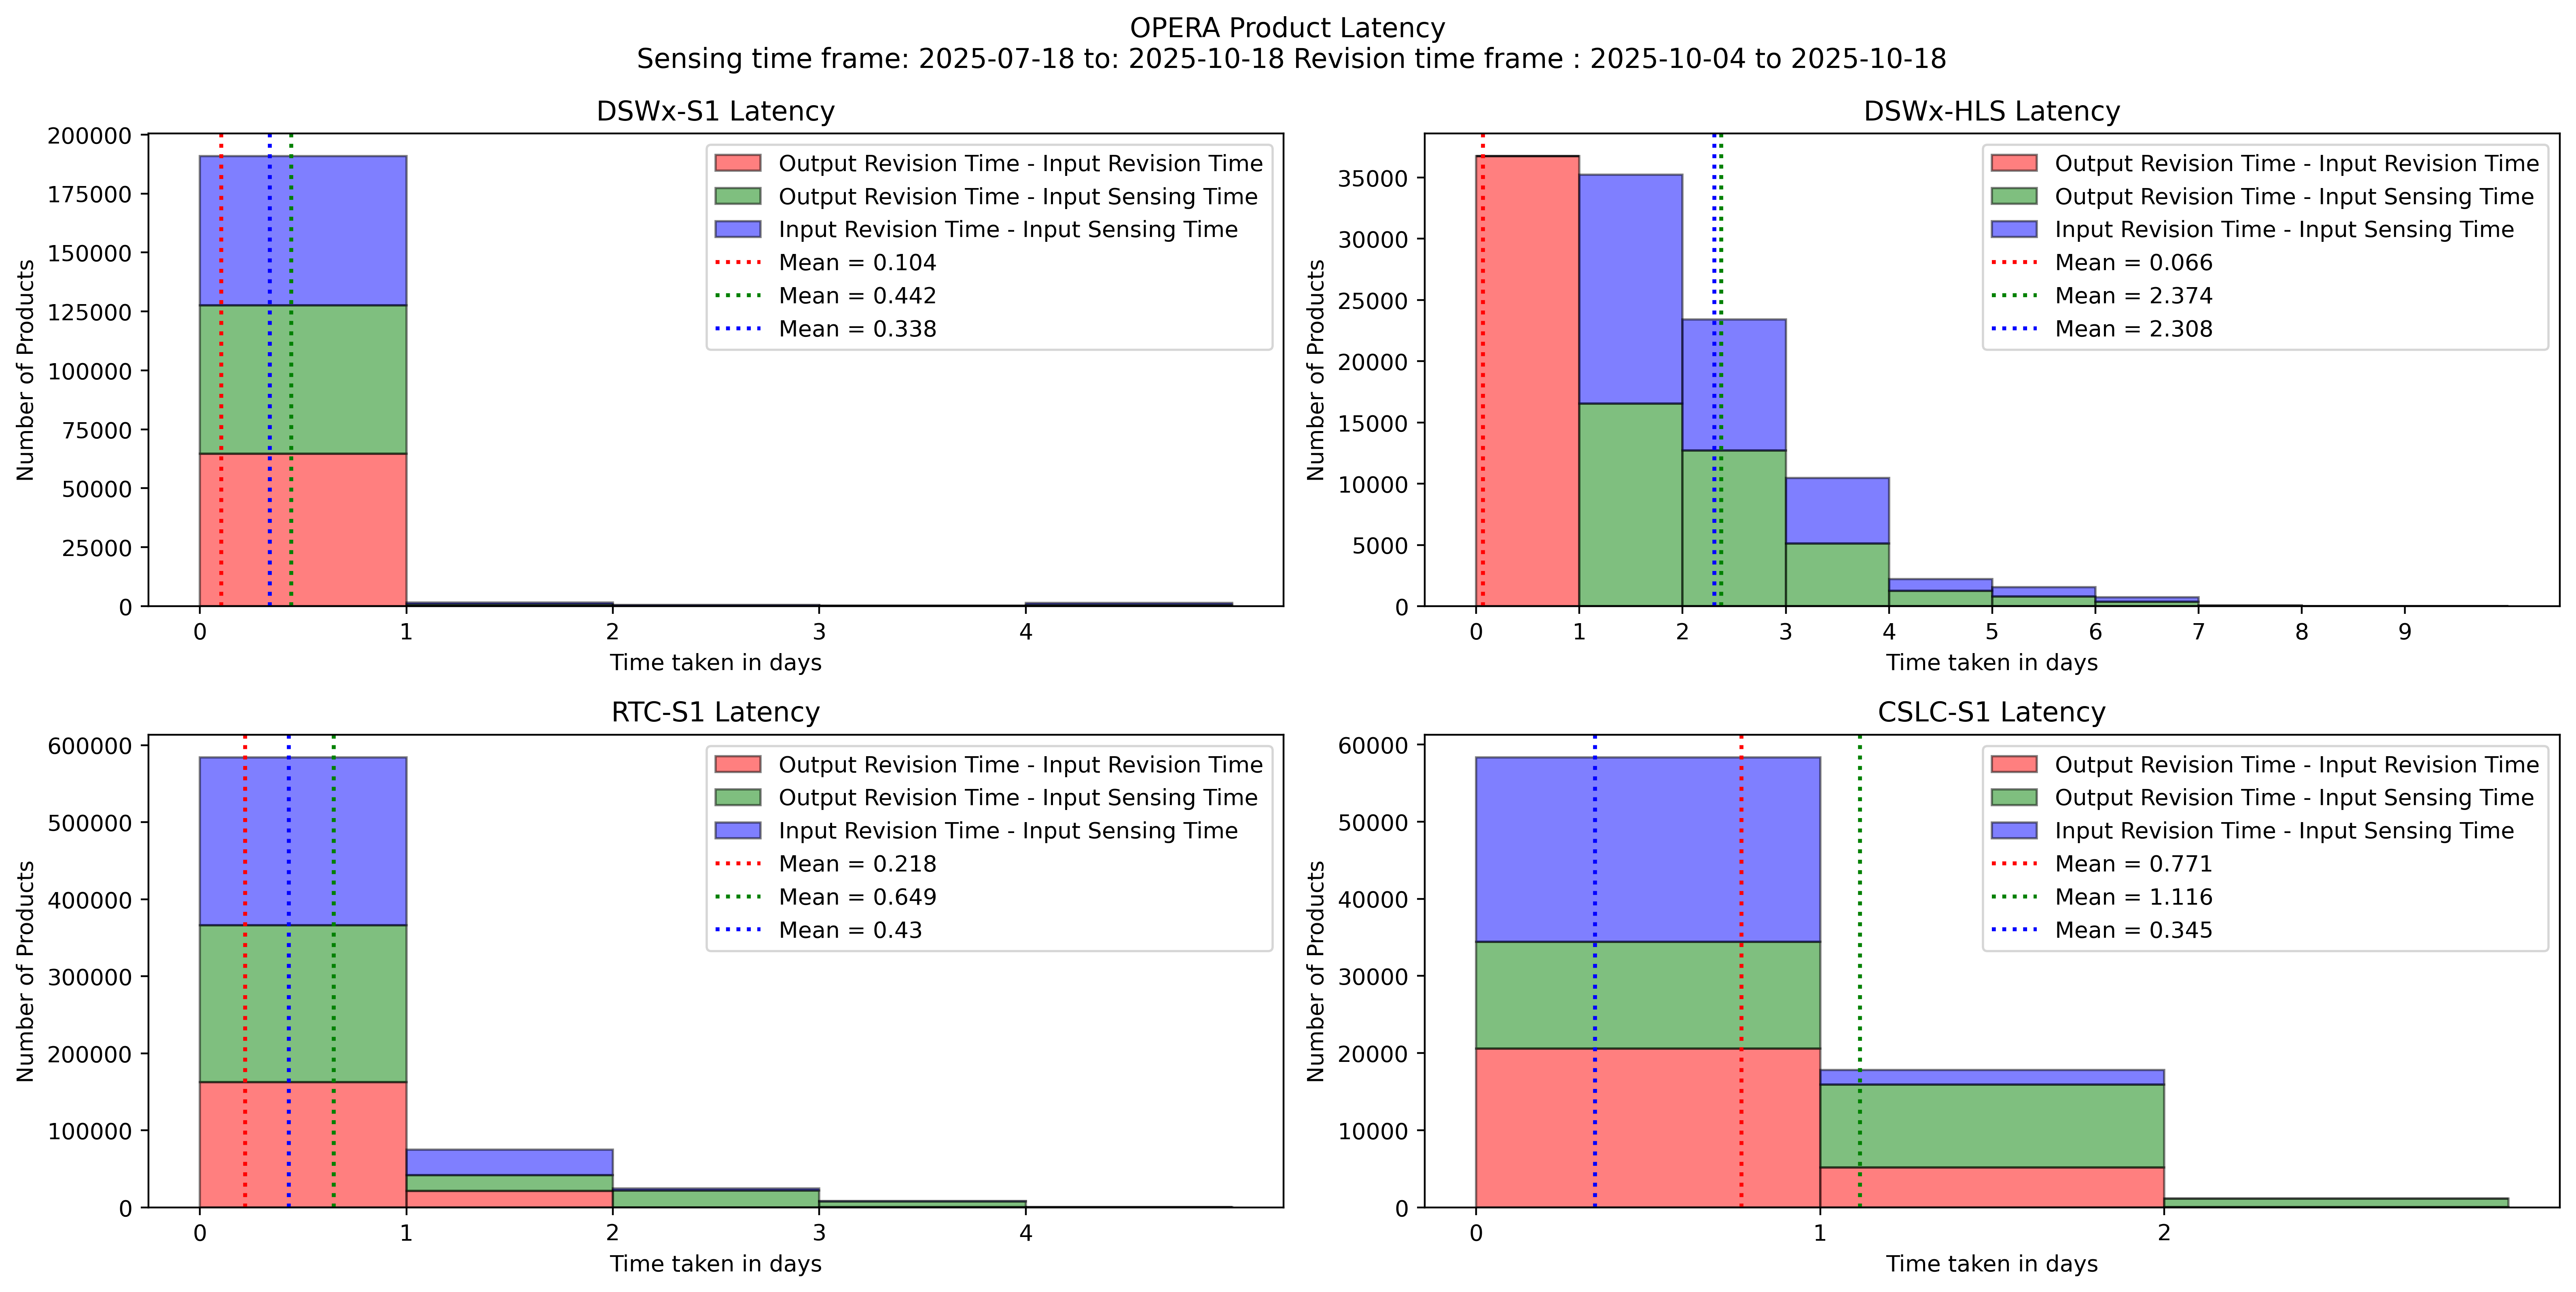 OPERA Product Latency
Sensing time frame: 2025-07-18 to: 2025-10-18 Revision time frame : 2025-10-04 to 2025-10-18
DSWx-S1 Latency
Number of Products
200000
175000
150000
125000
100000
75000
50000
25000
0
Output Revision Time - Input Revision Time
Output Revision Time - Input Sensing Time
Input Revision Time - Input Sensing Time
Mean = 0.104
Mean = 0.442
Mean = 0.338
0 1 2 3 4
Time taken in days
DSWx-HLS Latency
Number of Products
35000
30000
25000
20000
15000
10000
5000
0
Output Revision Time - Input Revision Time
Output Revision Time - Input Sensing Time
Input Revision Time - Input Sensing Time
Mean = 0.066
Mean = 2.374
Mean = 2.308
0 1 2 3 4 5 6 7 8 9
Time taken in days
RTC-S1 Latency
Number of Products
600000
500000
400000
300000
200000
100000
0
Output Revision Time - Input Revision Time
Output Revision Time - Input Sensing Time
Input Revision Time - Input Sensing Time
Mean = 0.218
Mean = 0.649
Mean = 0.43
0 1 2 3 4
Time taken in days
CSLC-S1 Latency
Number of Products
60000
50000
40000
30000
20000
10000
0
Output Revision Time - Input Revision Time
Output Revision Time - Input Sensing Time
Input Revision Time - Input Sensing Time
Mean = 0.771
Mean = 1.116
Mean = 0.345
0 1 2
Time taken in days